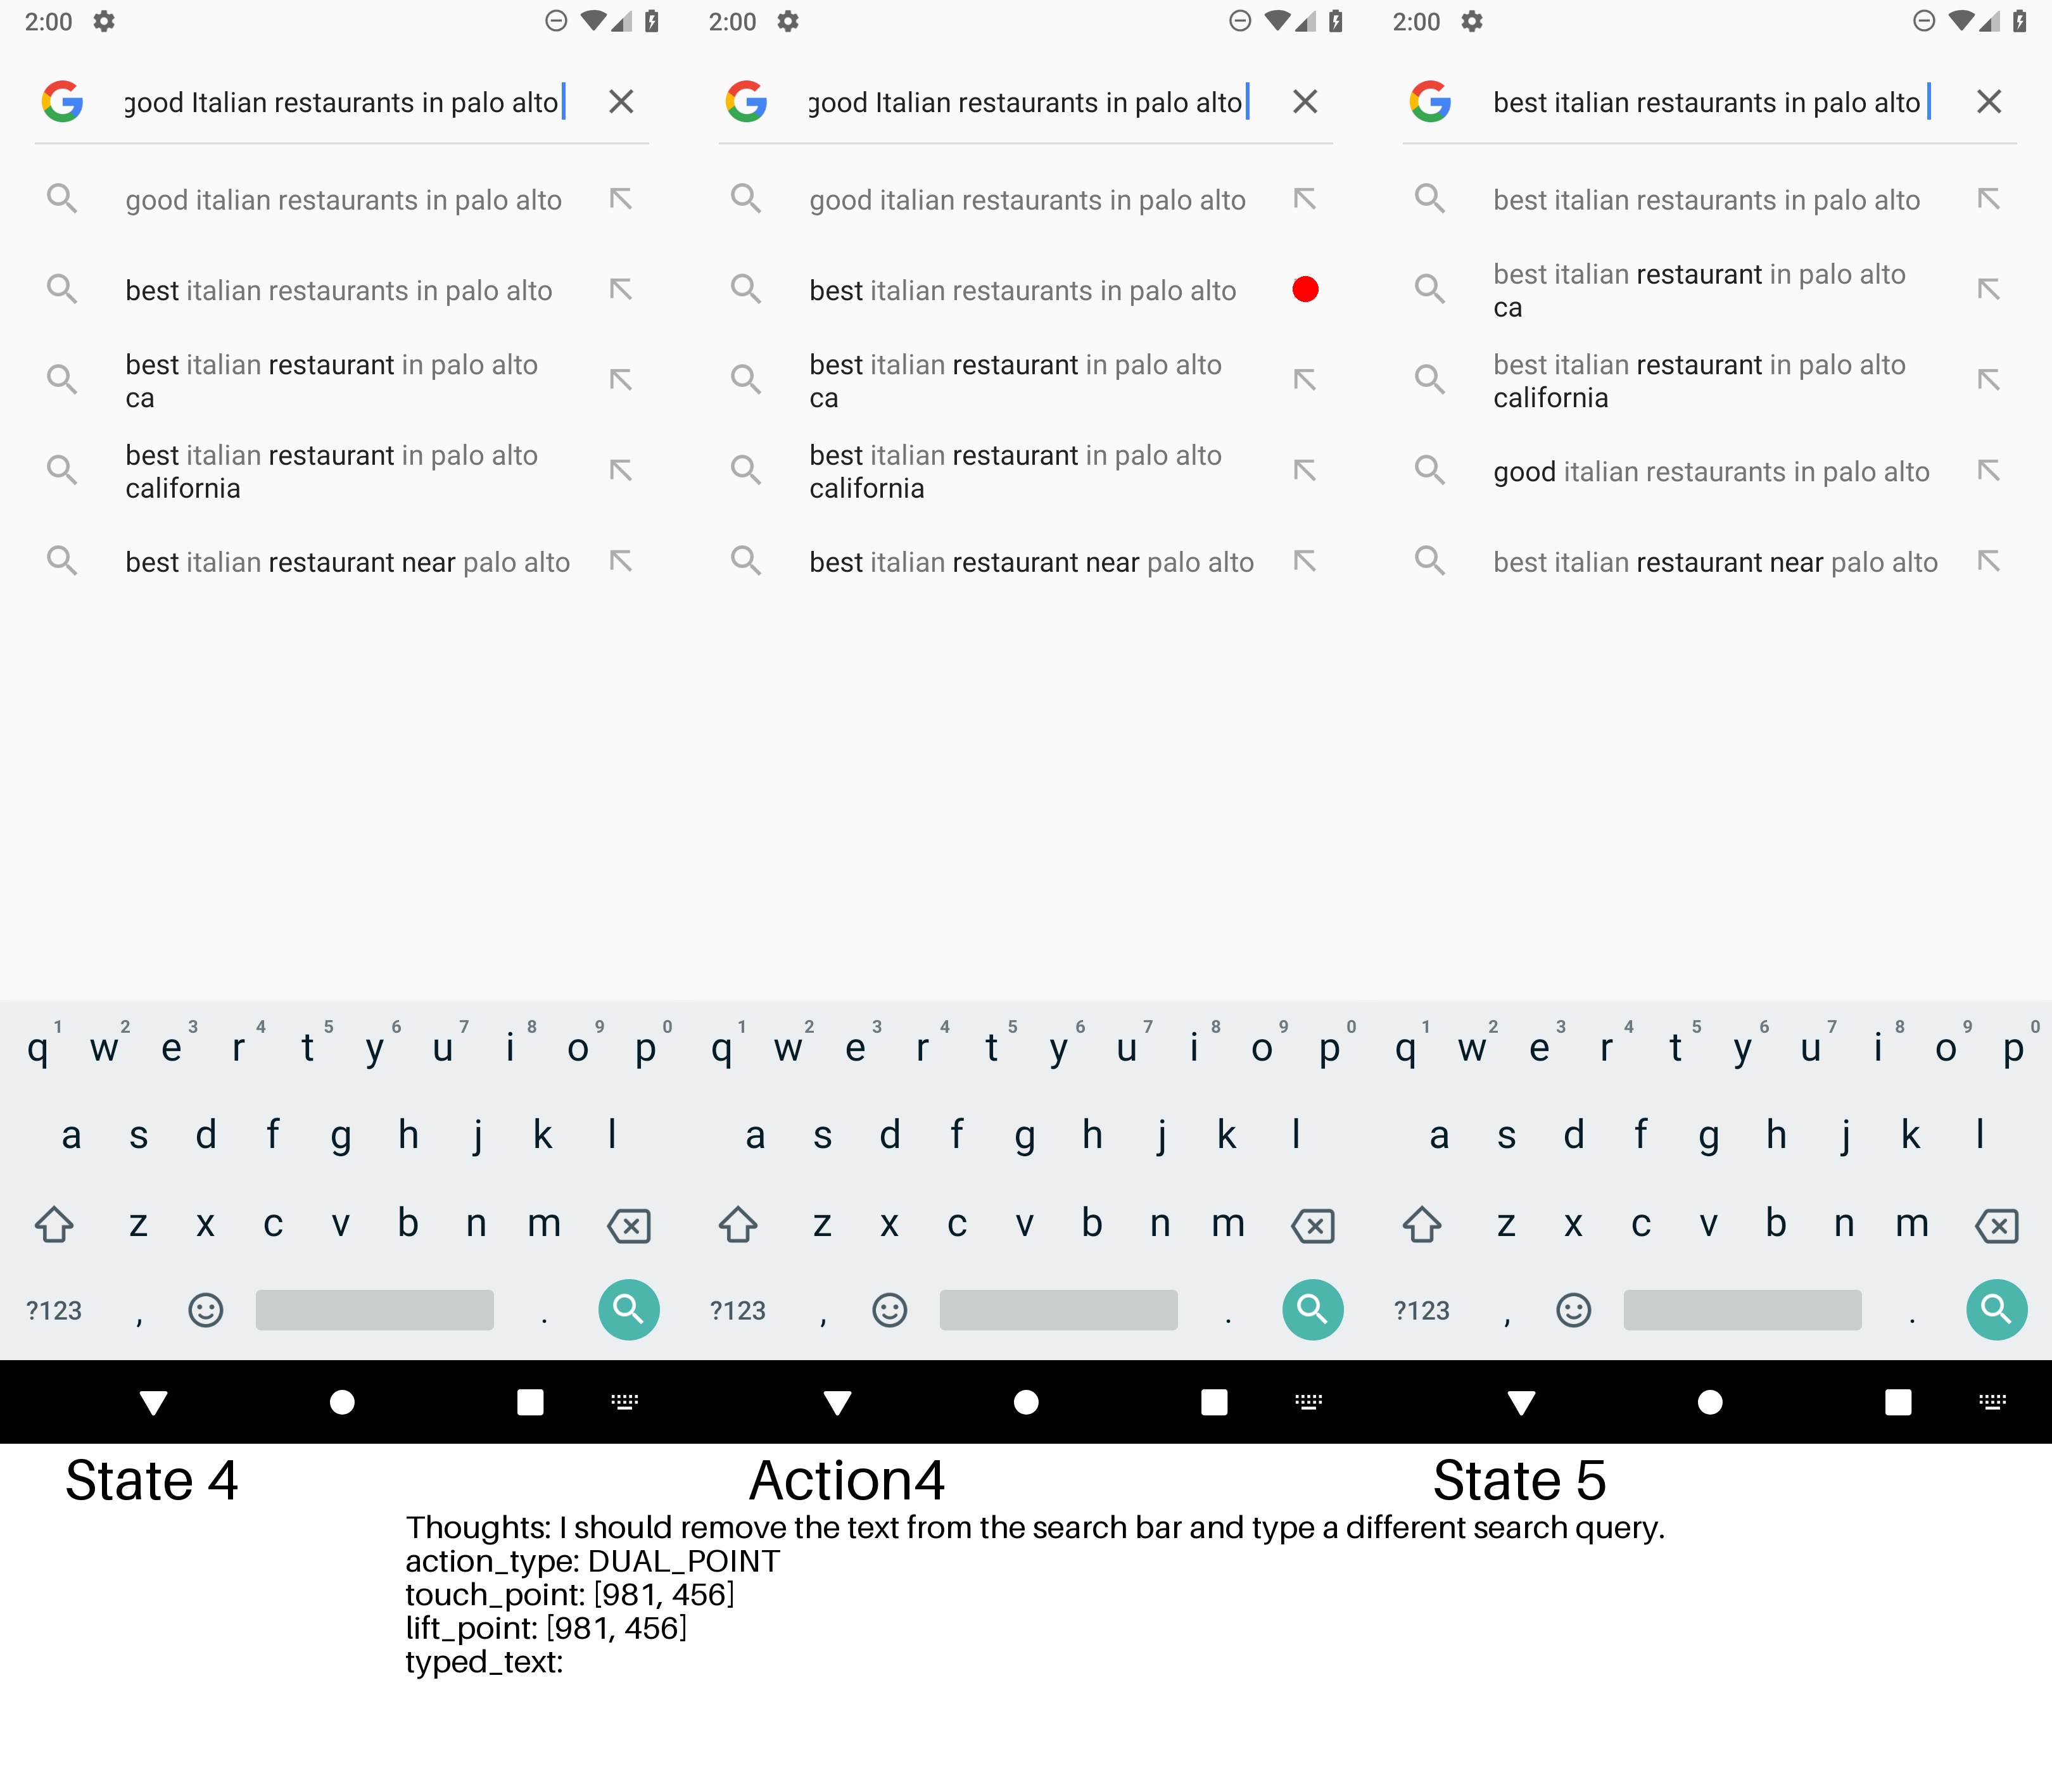 2:00
good Italian restaurants in palo alto
good italian restaurants in palo alto
best italian restaurants in palo alto
best italian restaurant in palo alto
ca
best italian restaurant in palo alto
california
best italian restaurant near palo alto
1 2 3 4 5 6 7 8 9 0
q w e r t y u i o p
a s d f g h j k l
z x c v b n m
?123 , .
State 4
2:00
good Italian restaurants in palo alto
good italian restaurants in palo alto
best italian restaurants in palo alto
best italian restaurant in palo alto
ca
best italian restaurant in palo alto
california
best italian restaurant near palo alto
1 2 3 4 5 6 7 8 9 0
q w e r t y u i o p
a s d f g h j k l
z x c v b n m
?123 , .
Action4
2:00
best italian restaurants in palo alto
best italian restaurants in palo alto
best italian restaurant in palo alto
ca
best italian restaurant in palo alto
california
good italian restaurants in palo alto
best italian restaurant near palo alto
1 2 3 4 5 6 7 8 9 0
q w e r t y u i o p
a s d f g h j k l
z x c v b n m
?123 , .
State 5
Thoughts: I should remove the text from the search bar and type a different search query.
action_type: DUAL_POINT
touch_point: [981, 456]
lift_point: [981, 456]
typed_text: